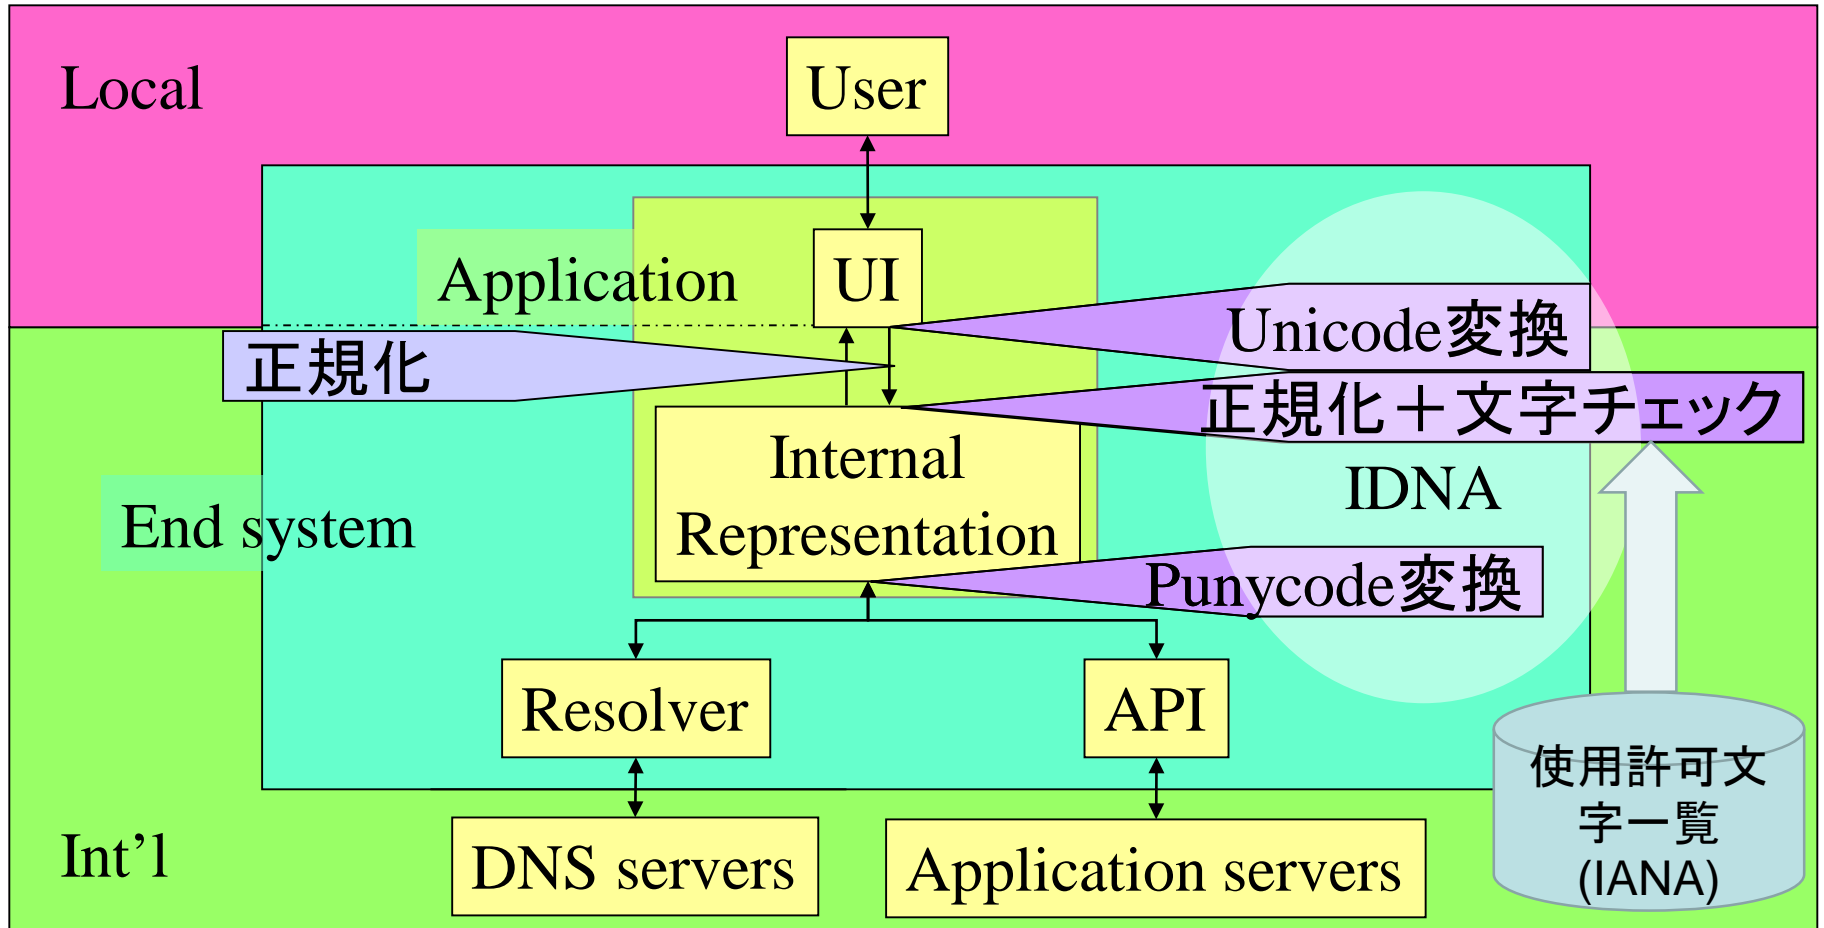 Local
User
Application
UI
Unicode変換
正規化
正規化＋文字チェック
Internal
Representation
IDNA
End system
Punycode変換
Resolver
API
使用許可文
字一覧
(IANA)
Int’l
DNS servers
Application servers